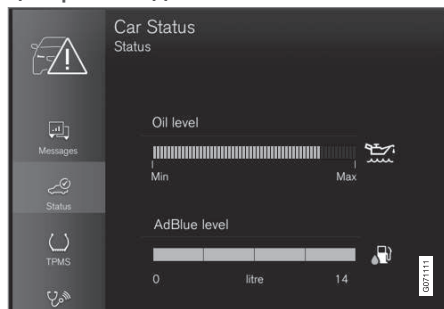 Car Status
Status
Messages
Status
TPMS
Oil level
Min Max
AdBlue level
0 litre 14
G071111